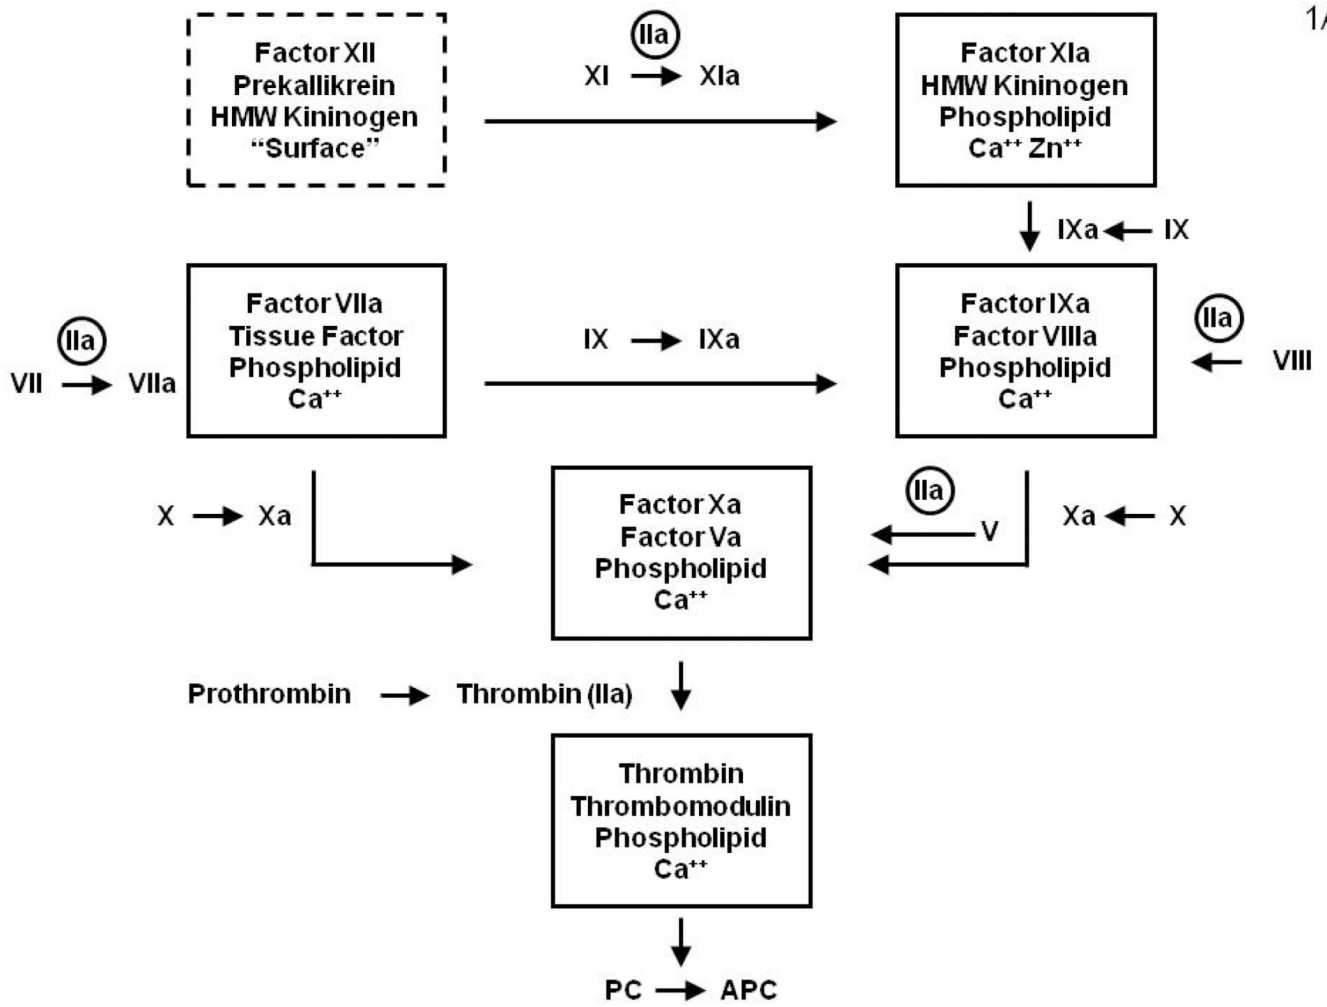 1A
Factor XII
Prekallikrein
HMW Kininogen
“Surface”
IIa
XI XIa
Factor XIa
HMW Kininogen
Phospholipid
Ca⁺⁺ Zn⁺⁺
IXa IX
IIa
VII VIIa
Factor VIIa
Tissue Factor
Phospholipid
Ca⁺⁺
IX IXa
Factor IXa
Factor VIIIa
Phospholipid
Ca⁺⁺
IIa
VIII
X Xa
Factor Xa
Factor Va
Phospholipid
Ca⁺⁺
IIa
V
Xa X
Prothrombin Thrombin (IIa)
Thrombin
Thrombomodulin
Phospholipid
Ca⁺⁺
PC APC